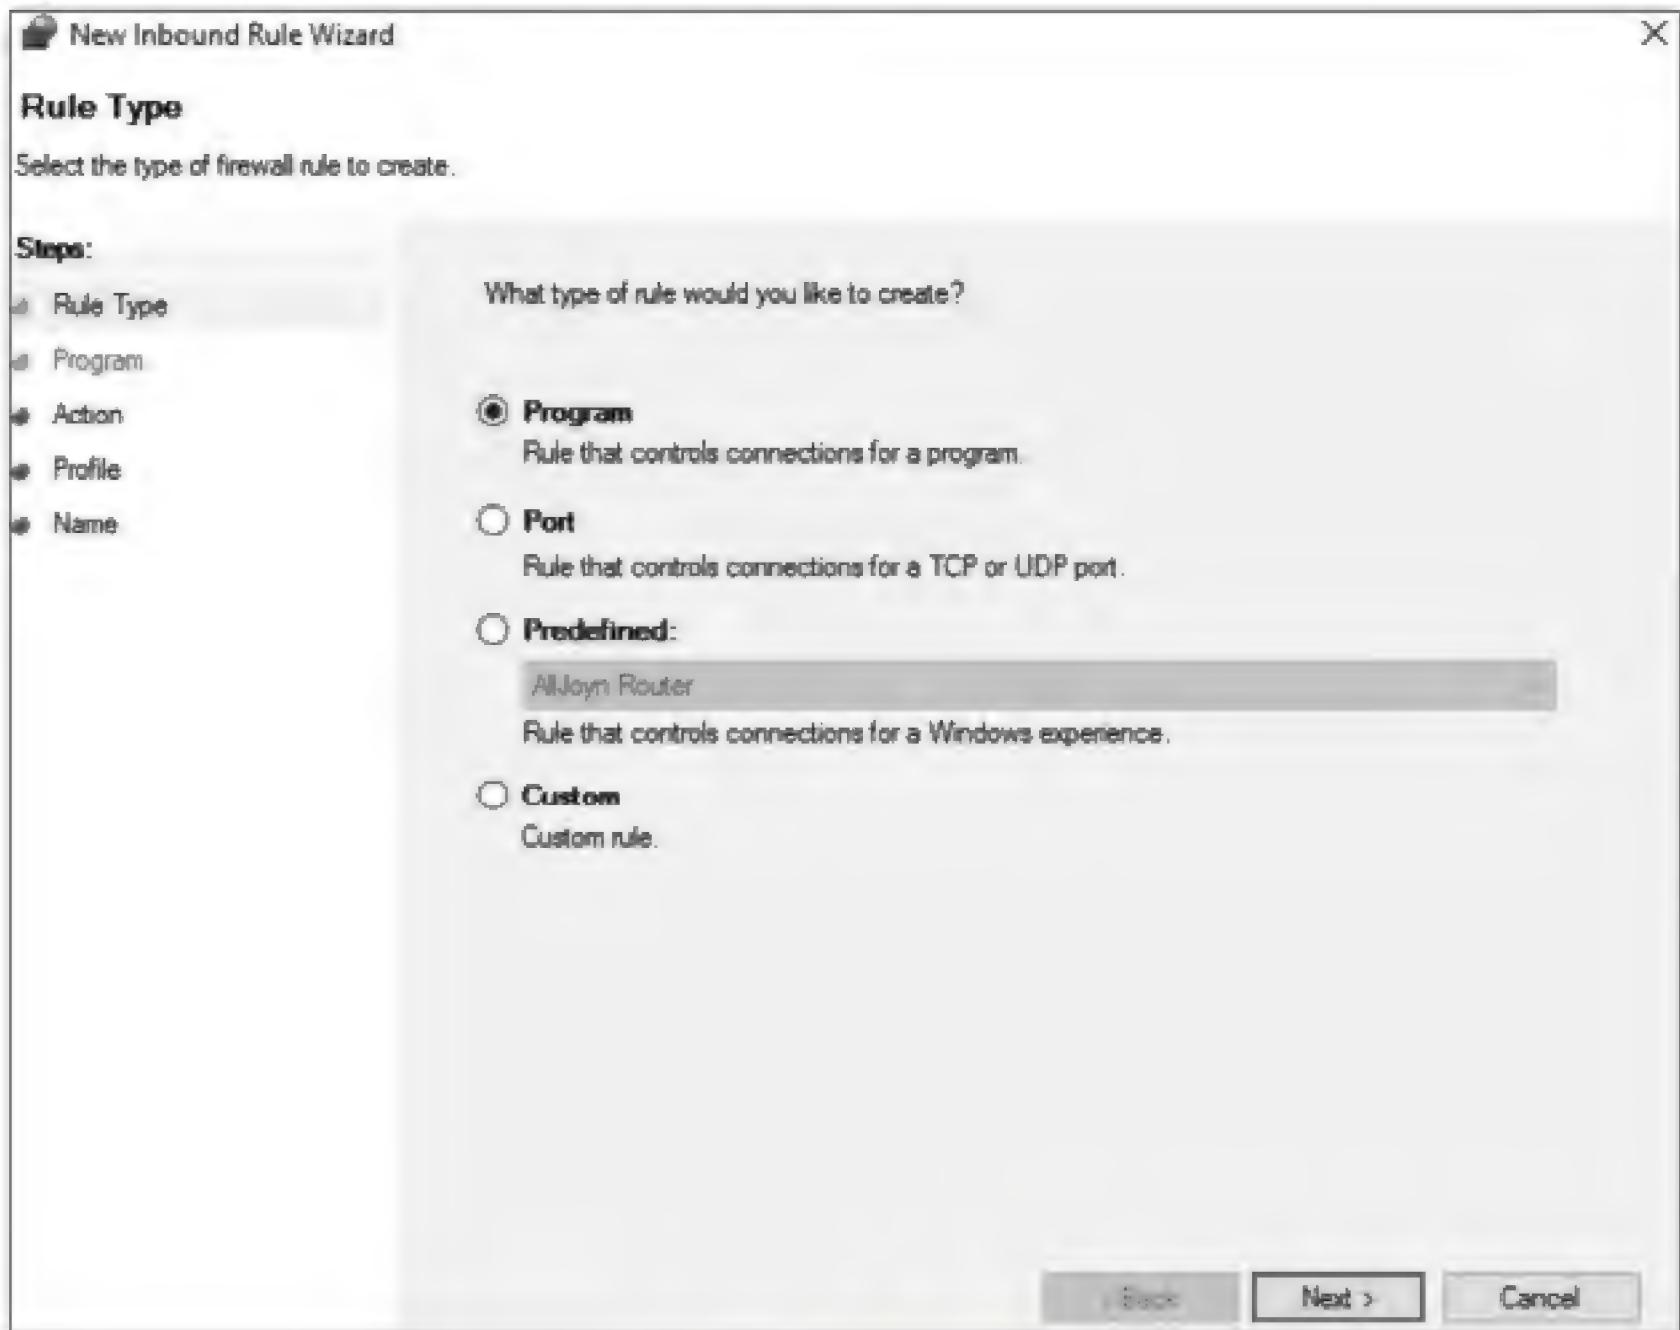 New Inbound Rule Wizard
Rule Type
Select the type of firewall rule to create.
Steps:
Rule Type
Program
Action
Profile
Name
What type of rule would you like to create?
Program
Rule that controls connections for a program.
Port
Rule that controls connections for a TCP or UDP port.
Predefined:
AllJoyn Router
Rule that controls connections for a Windows experience.
Custom
Custom rule.
< Back
Next >
Cancel